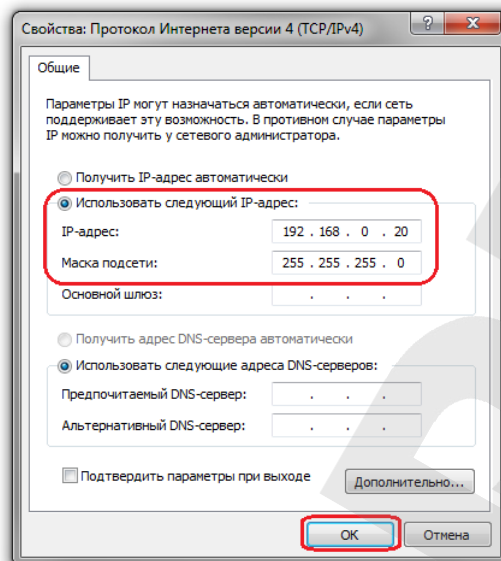 Свойства: Протокол Интернета версии 4 (TCP/IPv4)
Общие
Параметры IP могут назначаться автоматически, если сеть
поддерживает эту возможность. В противном случае параметры
IP можно получить у сетевого администратора.
Получить IP-адрес автоматически
Использовать следующий IP-адрес:
IP-адрес: 192 . 168 . 0 . 20
Маска подсети: 255 . 255 . 255 . 0
Основной шлюз: . . .
Получить адрес DNS-сервера автоматически
Использовать следующие адреса DNS-серверов:
Предпочитаемый DNS-сервер: . . .
Альтернативный DNS-сервер: . . .
Подтвердить параметры при выходе
Дополнительно...
ОК Отмена